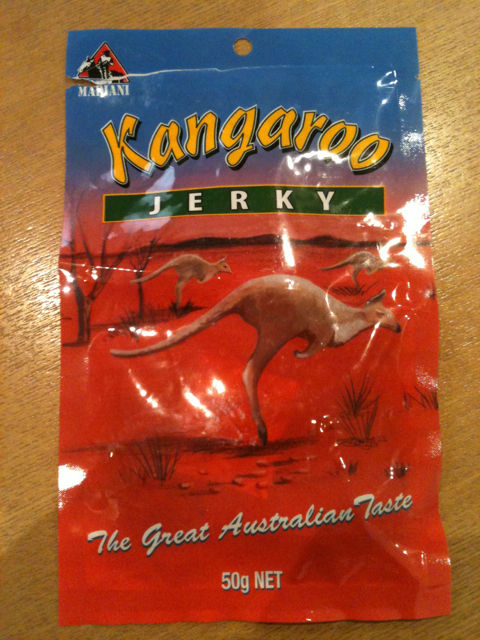 MARIANI
Kangaroo
JERKY
The Great Australian Taste
50g NET